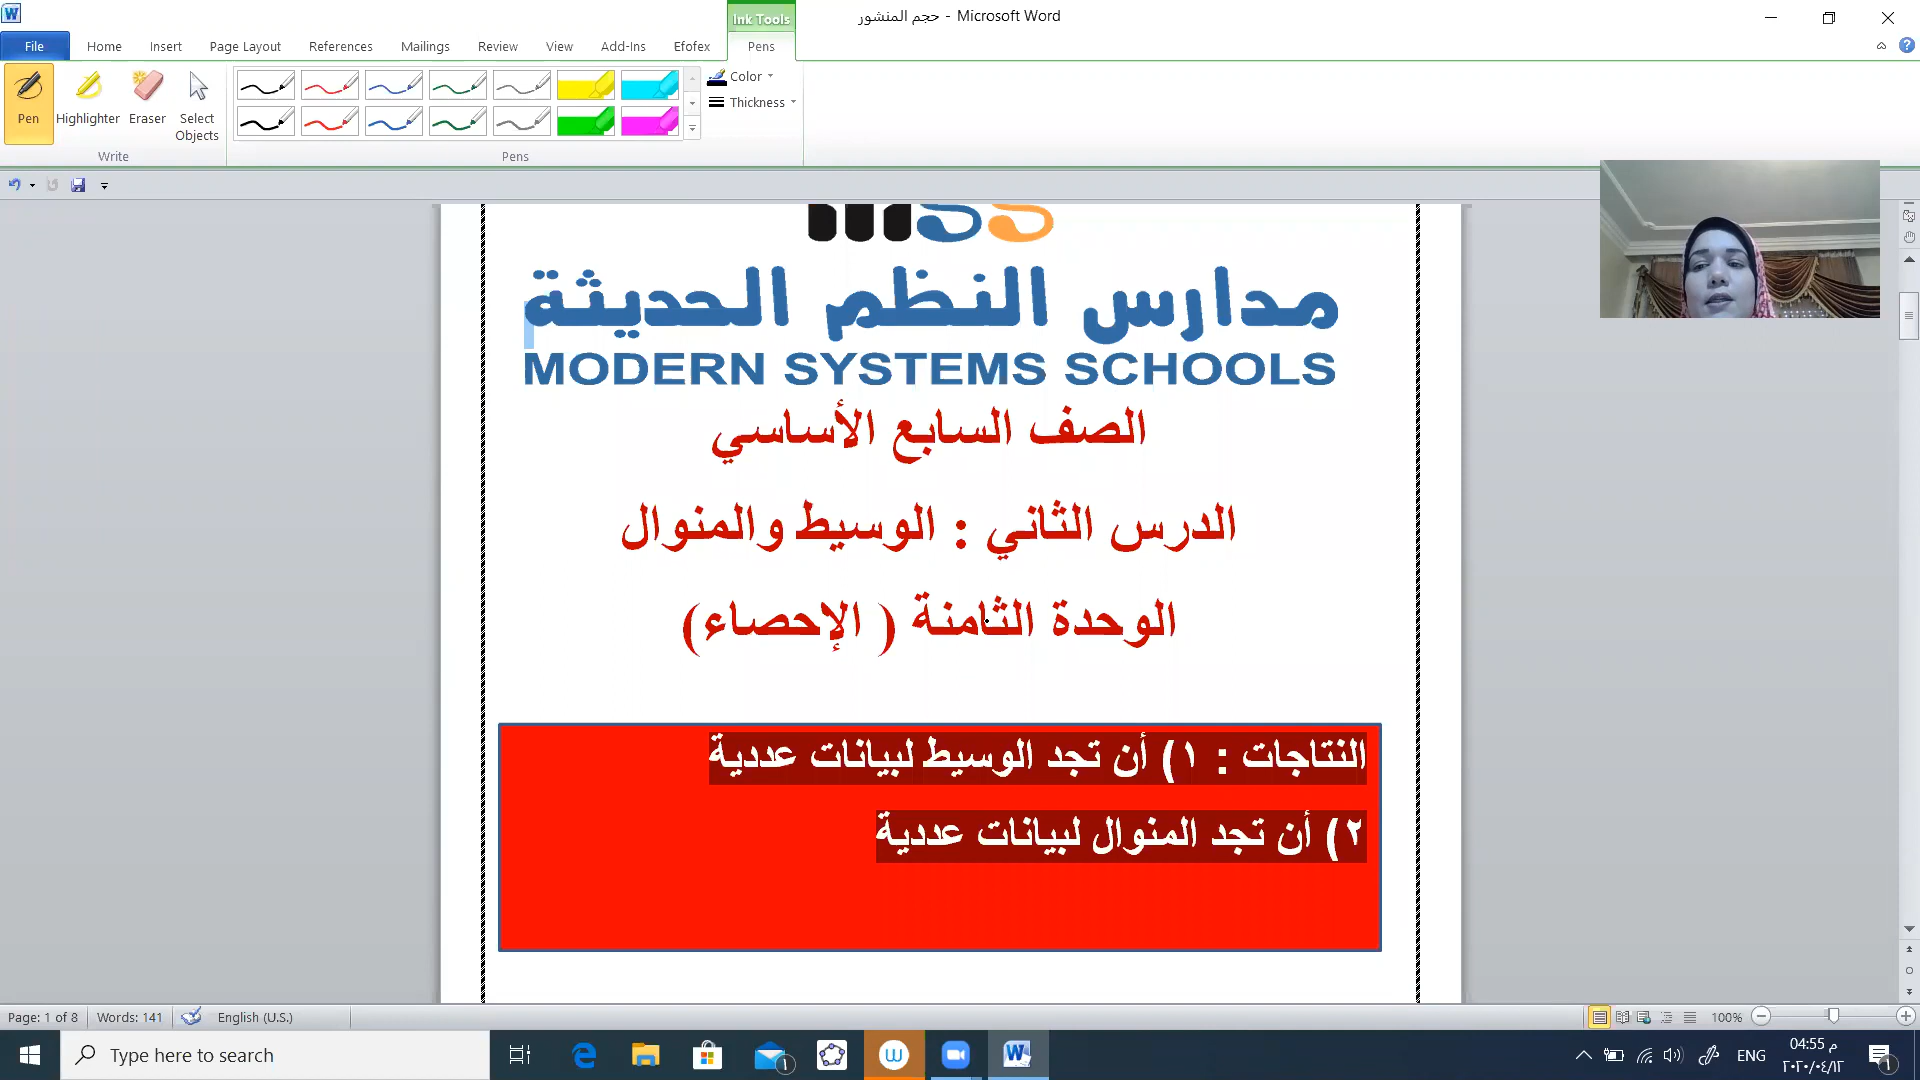 حجم المنشور - Microsoft Word
Ink Tools
File Home Insert Page Layout References Mailings Review View Add-Ins Efofex Pens
Pen Highlighter Eraser Select Objects
Color
Thickness
Write Pens
mss
مدارس النظم الحديثة
MODERN SYSTEMS SCHOOLS
الصف السابع الأساسي
الدرس الثاني : الوسيط والمنوال
الوحدة الثامنة ( الإحصاء)
النتاجات : ١) أن تجد الوسيط لبيانات عددية
٢) أن تجد المنوال لبيانات عددية
Page: 1 of 8 Words: 141 English (U.S.) 100%
Type here to search
ENG
04:55 م
٢٠٢٠/٠٤/١٢